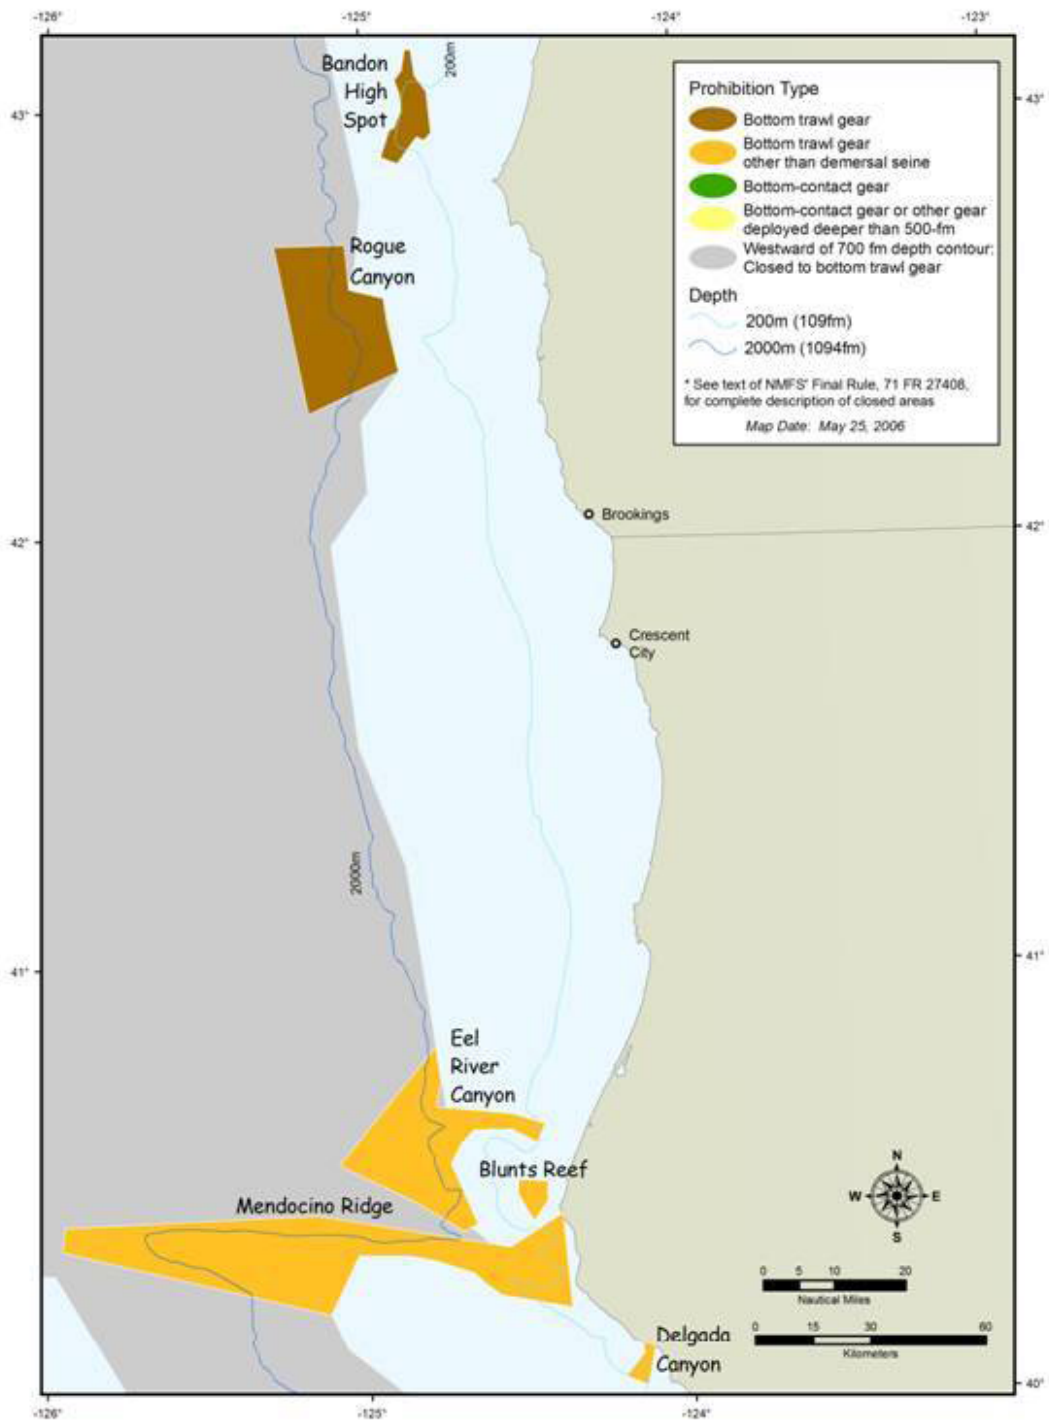 -126°
-125°
-124°
-123°
Bandon
High
Spot
200m
43°
43°
Prohibition Type
Bottom trawl gear
Bottom trawl gear
other than demersal seine
Bottom-contact gear
Bottom-contact gear or other gear
deployed deeper than 500-fm
Westward of 700 fm depth contour:
Closed to bottom trawl gear
Depth
200m (109fm)
2000m (1094fm)
* See text of NMFS' Final Rule, 71 FR 27408,
for complete description of closed areas
Map Date: May 25, 2006
Rogue
Canyon
Brookings
42°
42°
Crescent
City
2000m
41°
41°
Eel
River
Canyon
Blunts Reef
Mendocino Ridge
N
W
E
S
0 5 10 20
Nautical Miles
0 15 30 60
Kilometers
Delgada
Canyon
40°
-126°
-125°
-124°